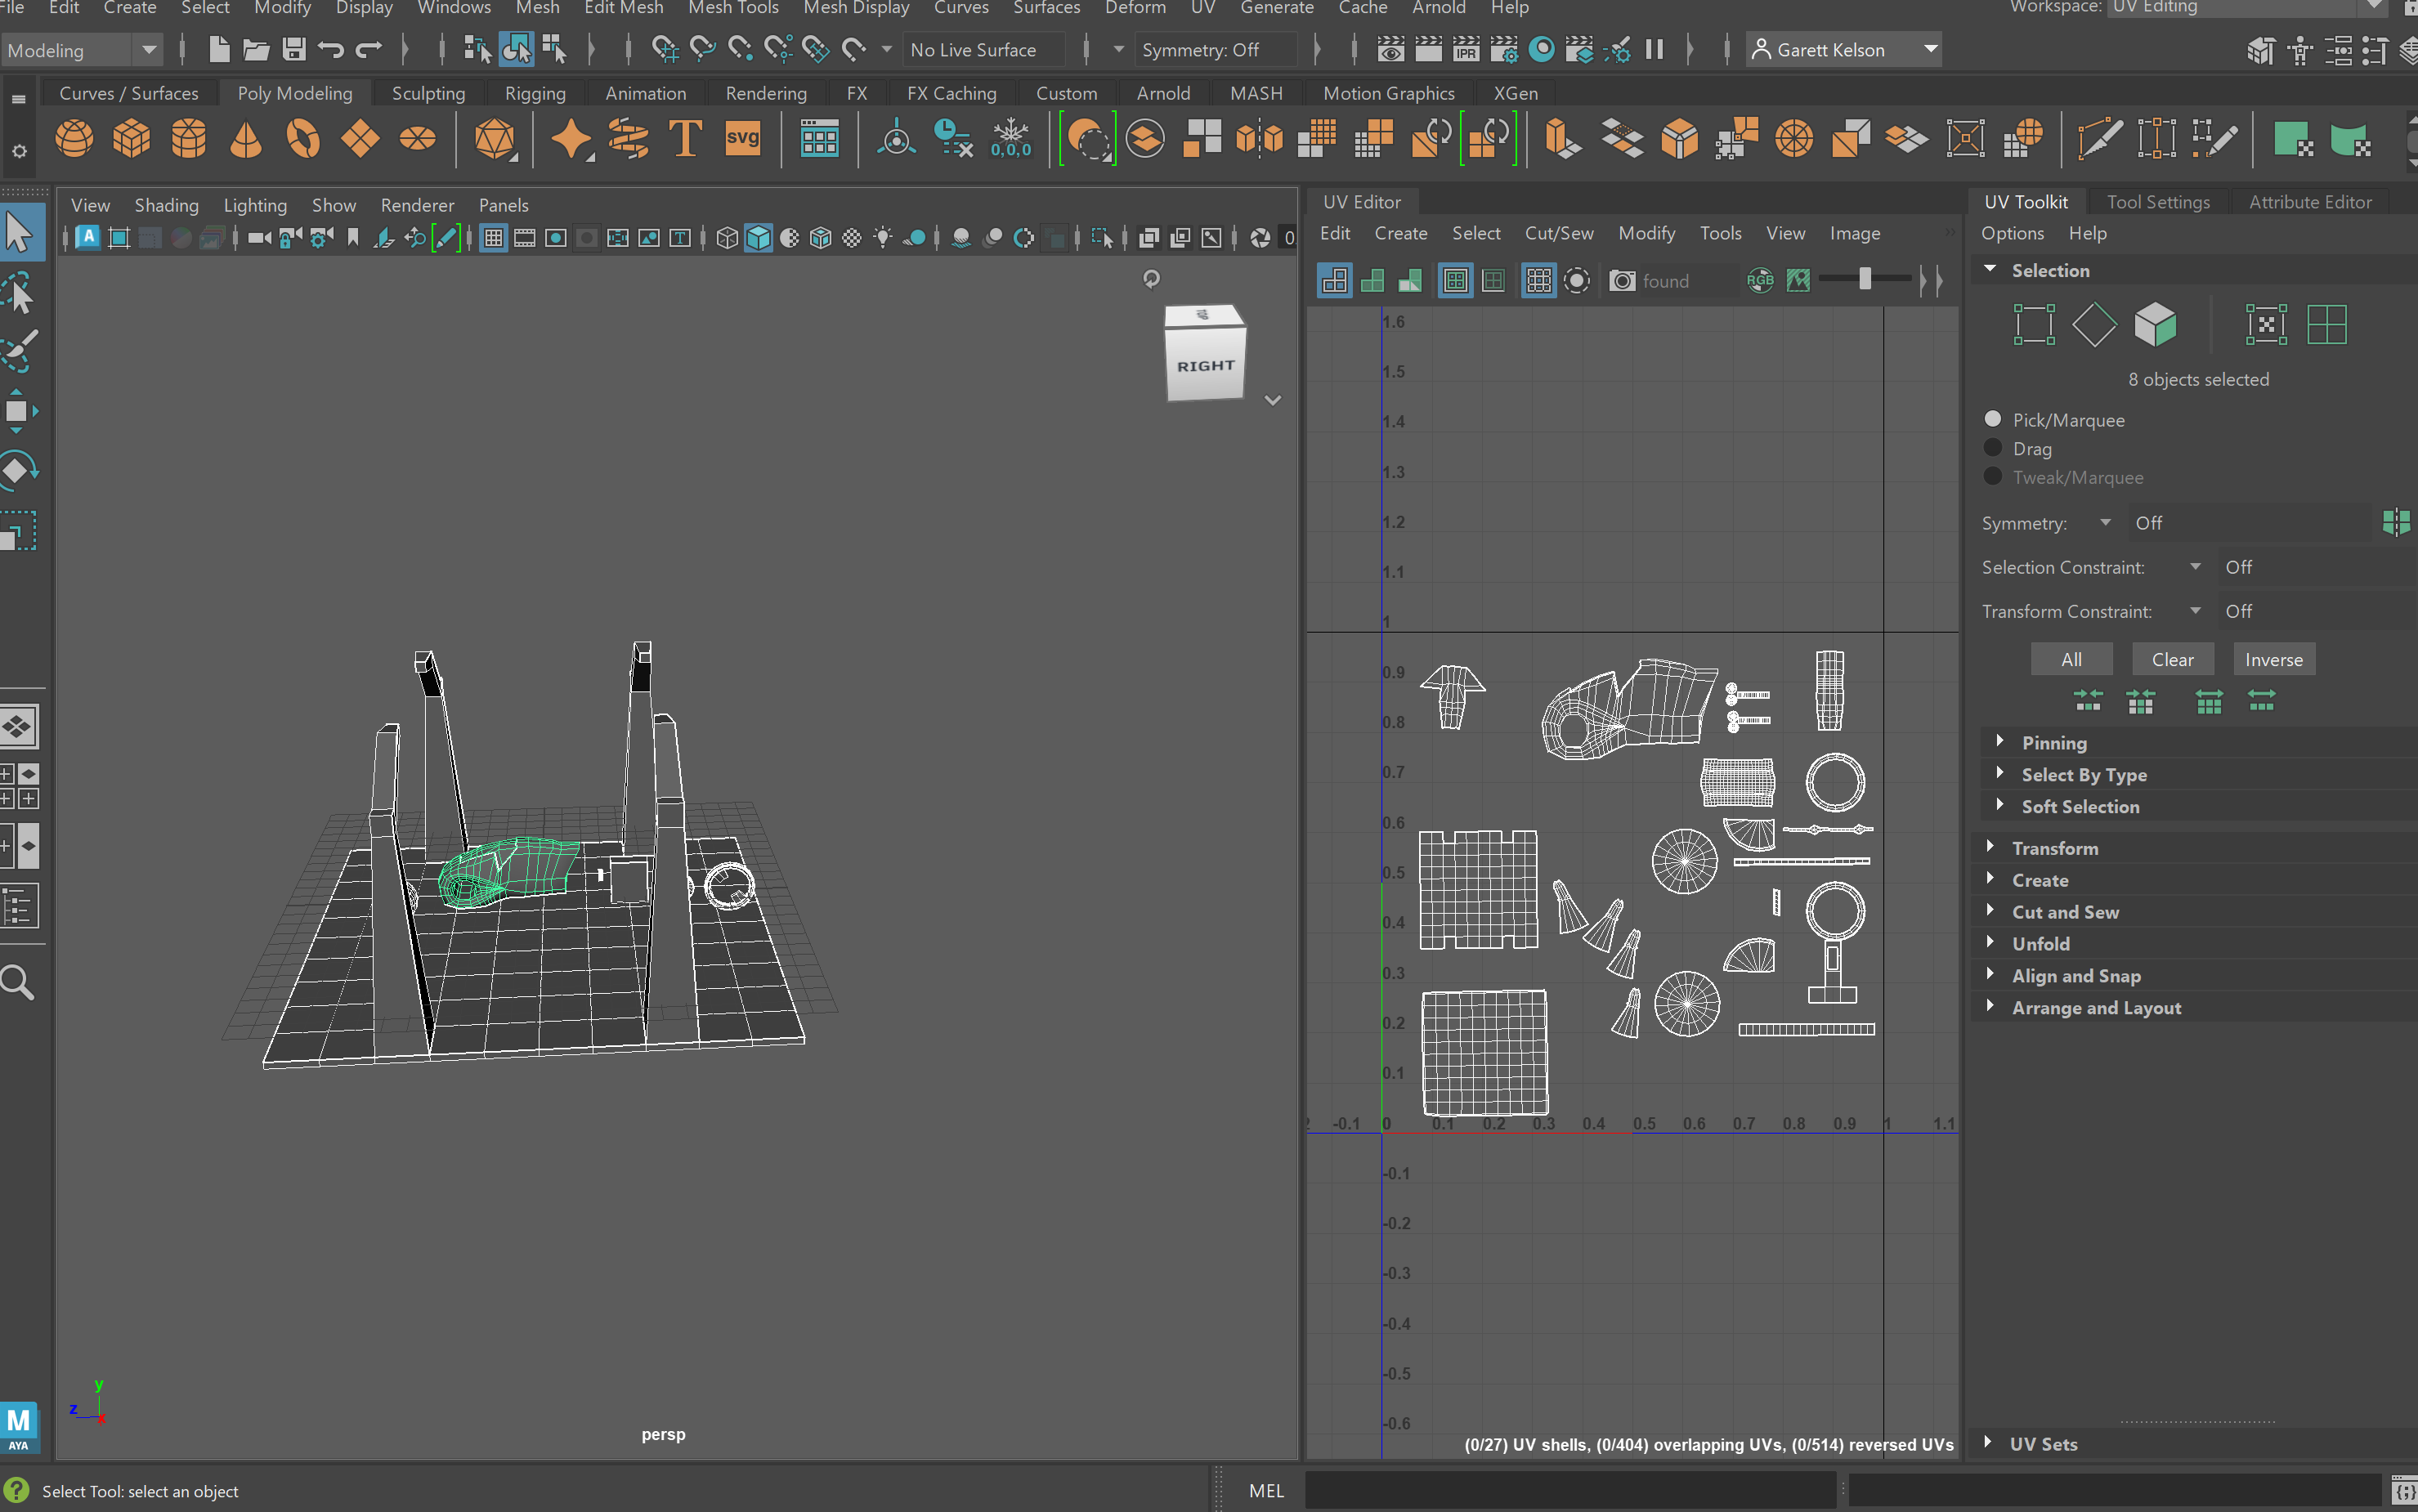 File Edit Create Select Modify Display Windows Mesh Edit Mesh Mesh Tools Mesh Display Curves Surfaces Deform UV Generate Cache Arnold Help Workspace: UV Editing
Modeling No Live Surface Symmetry: Off IPR Garett Kelson
Curves / Surfaces Poly Modeling Sculpting Rigging Animation Rendering FX FX Caching Custom Arnold MASH Motion Graphics XGen
T svg 0,0,0
View Shading Lighting Show Renderer Panels
UV Editor
UV Toolkit Tool Settings Attribute Editor
Edit Create Select Cut/Sew Modify Tools View Image
Options Help
found RGB
Selection
8 objects selected
Pick/Marquee
Drag
Tweak/Marquee
Symmetry: Off
Selection Constraint: Off
Transform Constraint: Off
All Clear Inverse
Pinning
Select By Type
Soft Selection
Transform
Create
Cut and Sew
Unfold
Align and Snap
Arrange and Layout
UV Sets
TOP
RIGHT
1.6
1.5
1.4
1.3
1.2
1.1
1
0.9
0.8
0.7
0.6
0.5
0.4
0.3
0.2
0.1
-0.1 0 0.1 0.2 0.3 0.4 0.5 0.6 0.7 0.8 0.9 1 1.1
-0.1
-0.2
-0.3
-0.4
-0.5
-0.6
(0/27) UV shells, (0/404) overlapping UVs, (0/514) reversed UVs
y
z x
persp
M
AYA
Select Tool: select an object
MEL